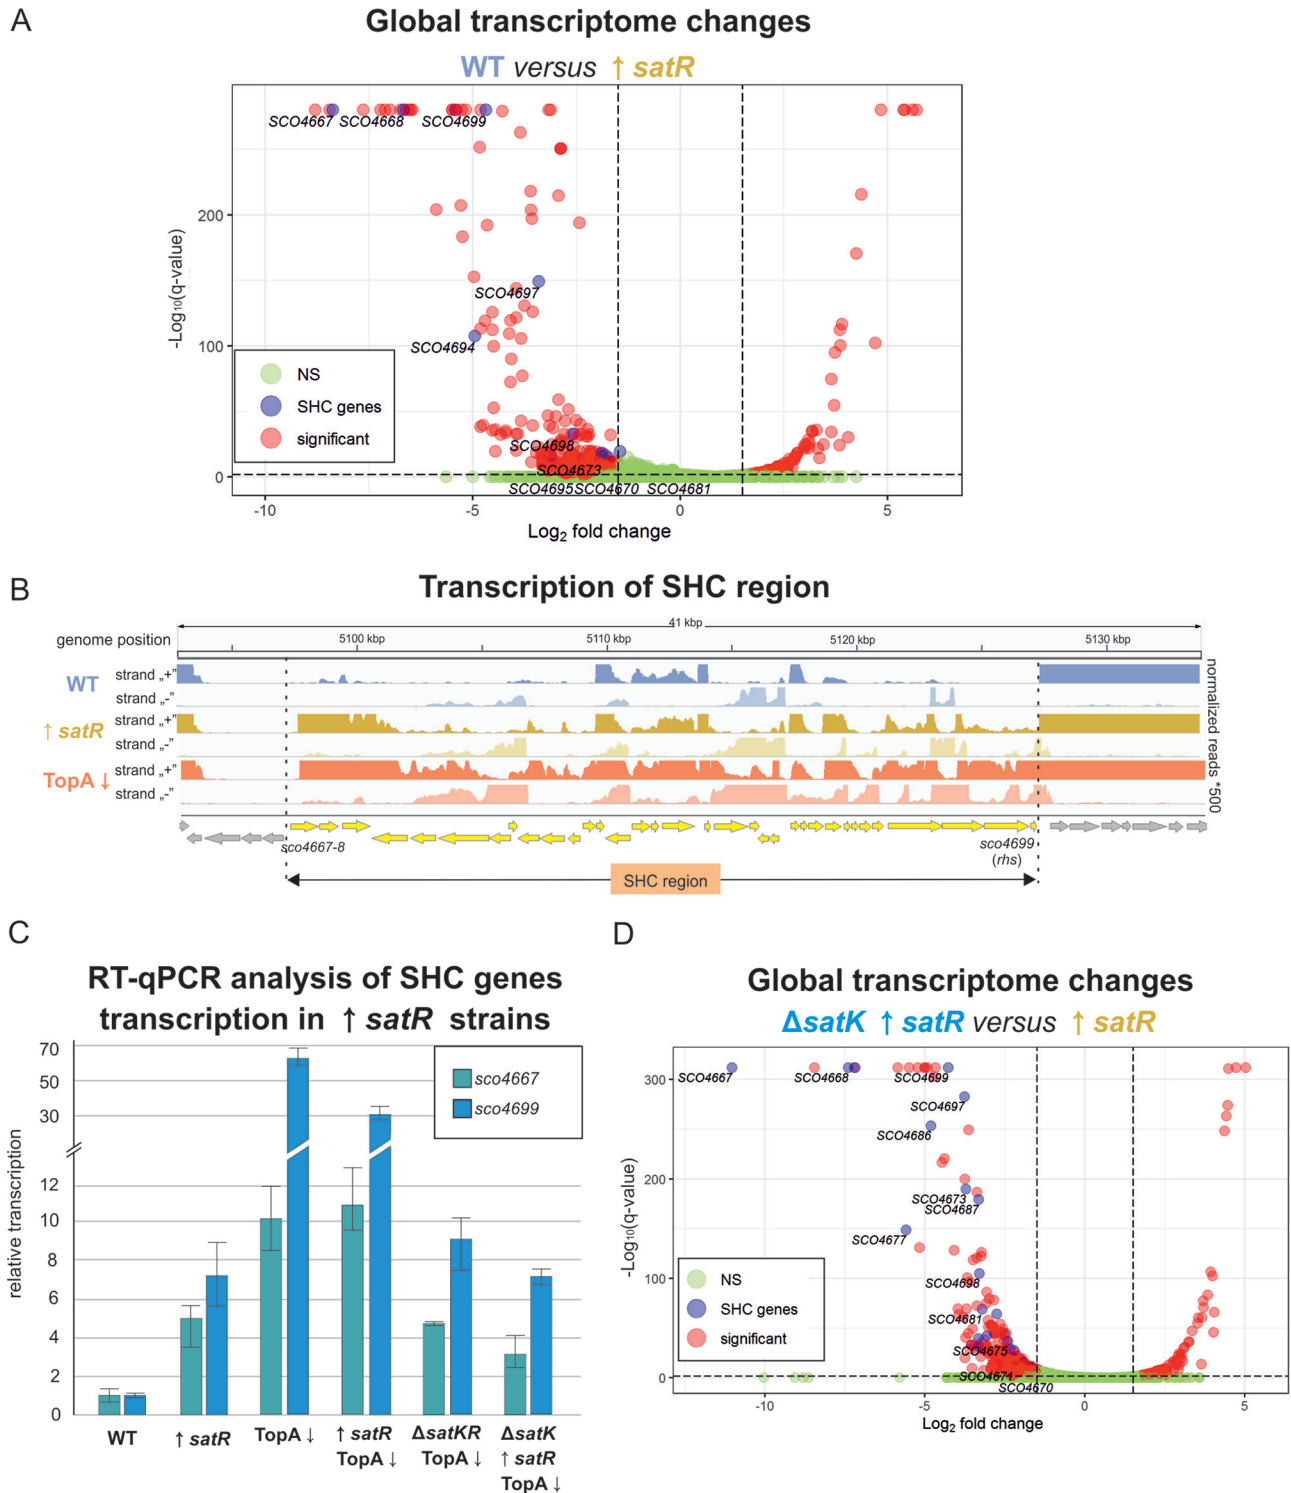 A
Global transcriptome changes
WT versus ↑ satR
-Log₁₀(q-value)
200
100
0
SCO4667 SCO4668 SCO4699
SCO4697
SCO4694
SCO4698
SCO4673
SCO4695 SCO4670 SCO4681
NS
SHC genes
significant
-10 -5 0 5
Log₂ fold change
B
Transcription of SHC region
41 kbp
genome position 5100 kbp 5110 kbp 5120 kbp 5130 kbp
WT
strand „+”
strand „-”
↑ satR
strand „+”
strand „-”
TopA ↓
strand „+”
strand „-”
normalized reads *500
sco4667-8
sco4699
(rhs)
SHC region
C
RT-qPCR analysis of SHC genes
transcription in ↑ satR strains
relative transcription
70
50
30
12
10
8
6
4
2
0
sco4667
sco4699
WT
↑ satR
TopA ↓
↑ satR
TopA ↓
ΔsatKR
TopA ↓
ΔsatK
↑ satR
TopA ↓
D
Global transcriptome changes
ΔsatK ↑ satR versus ↑ satR
-Log₁₀(q-value)
300
200
100
0
SCO4667 SCO4668 SCO4699
SCO4697
SCO4686
SCO4673
SCO4687
SCO4677
SCO4698
SCO4681
SCO4675
SCO4671
SCO4670
NS
SHC genes
significant
-10 -5 0 5
Log₂ fold change